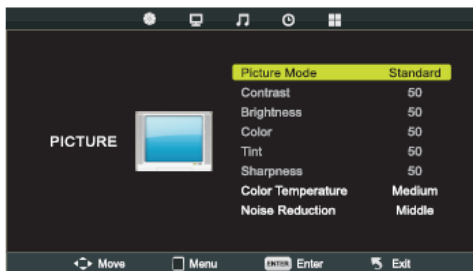 Picture Mode Standard
Contrast 50
Brightness 50
Color 50
PICTURE
Tint 50
Sharpness 50
Color Temperature Medium
Noise Reduction Middle
Move Menu ENTER Enter Exit